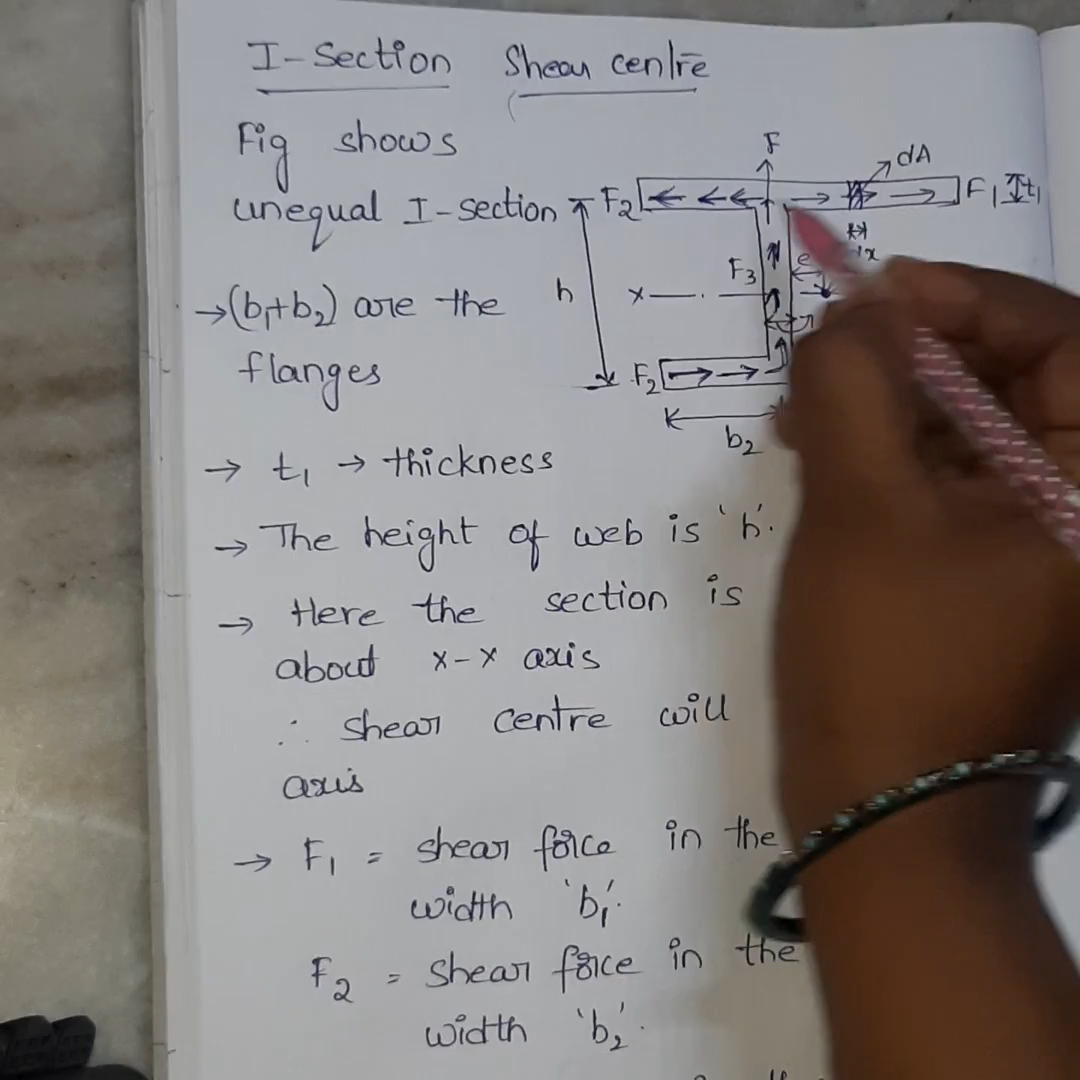 I-Section Shear centre
Fig shows
unequal I-section
→(b₁+b₂) are the
flanges
→ t₁ → thickness
→ The height of web is 'h'.
→ Here the section is
about x-x axis
∴ shear centre will
axis
→ F₁ = shear force in the
width 'b₁'.
F₂ = shear force in the
width 'b₂'.
F
dA
F₂
F₁ t₁
F₃ e
h x
F₂
b₂